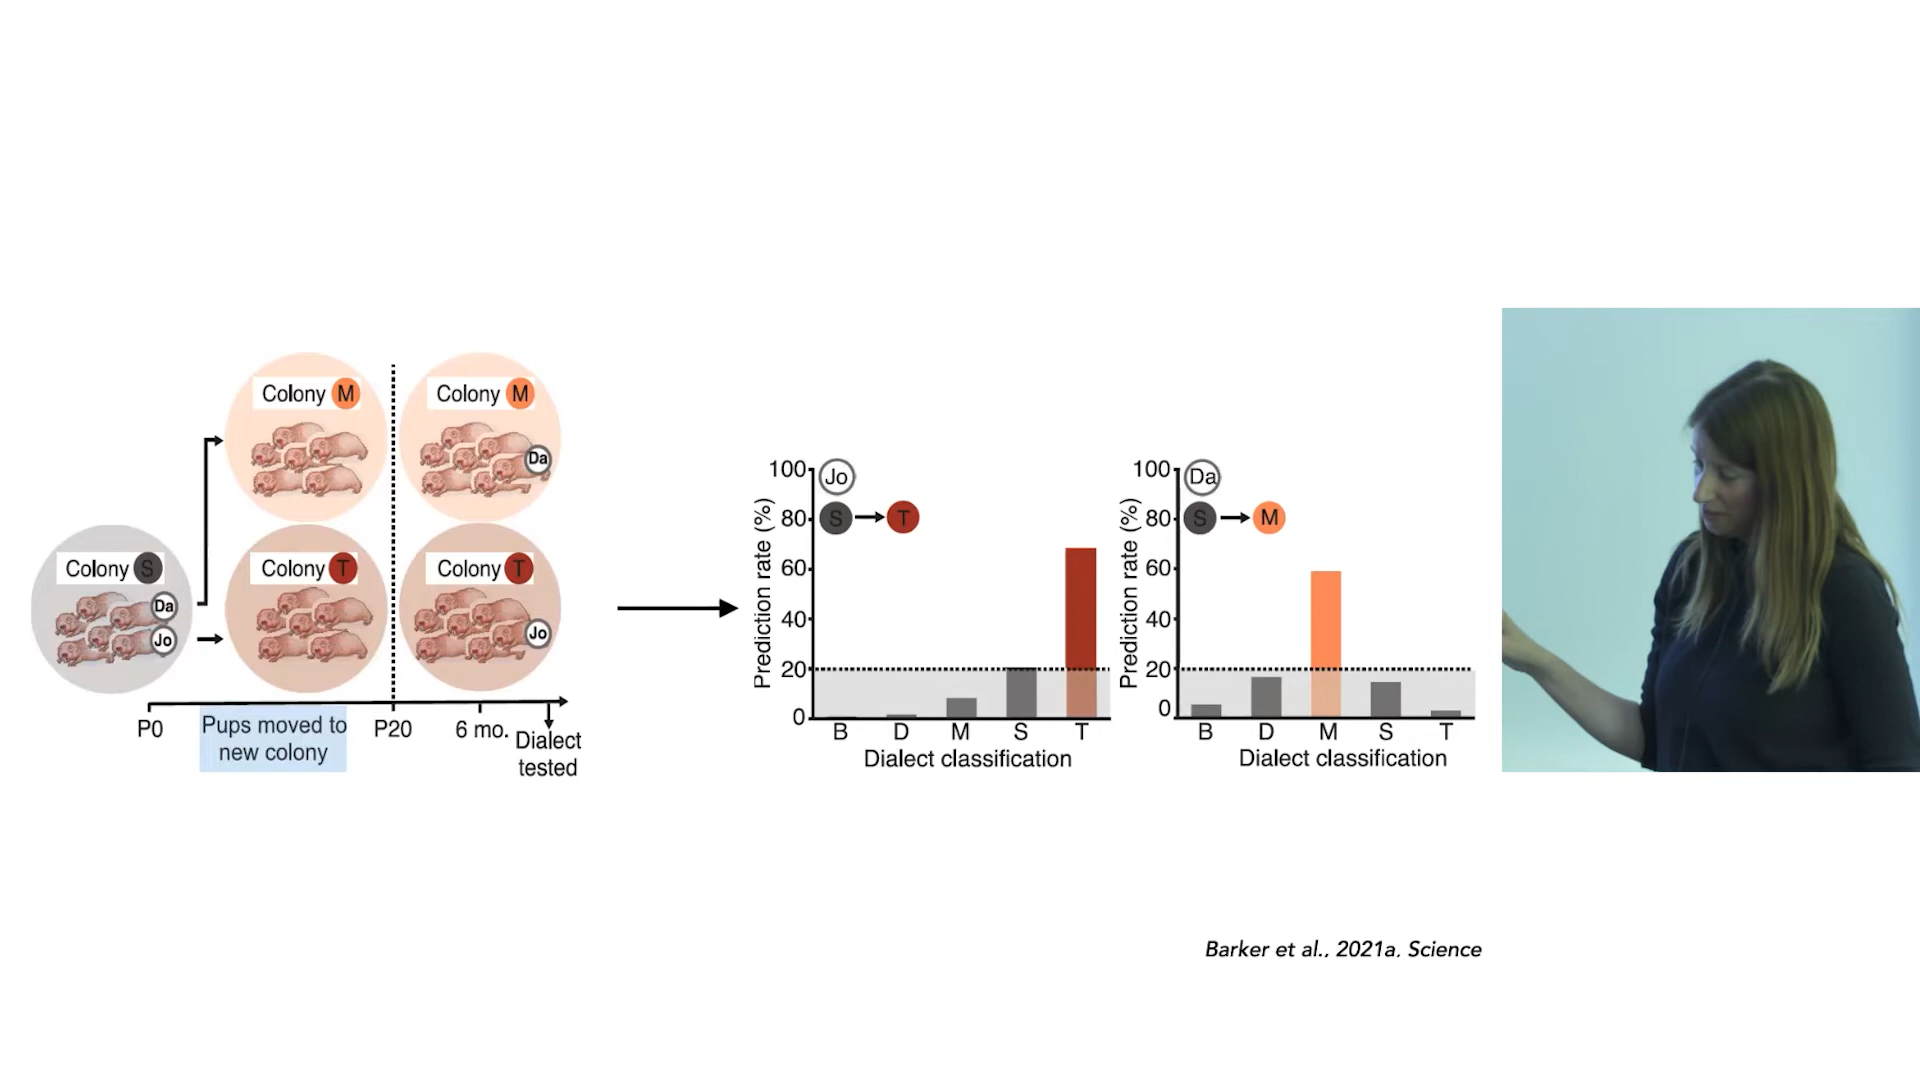 Colony M
Colony M
Da
Colony S
Da
Jo
Colony T
Colony T
Jo
P0
Pups moved to
new colony
P20
6 mo.
Dialect
tested
Prediction rate (%)
100
80
60
40
20
0
Jo
S
T
B D M S T
Dialect classification
Prediction rate (%)
100
80
60
40
20
0
Da
S
M
B D M S T
Dialect classification
Barker et al., 2021a. Science